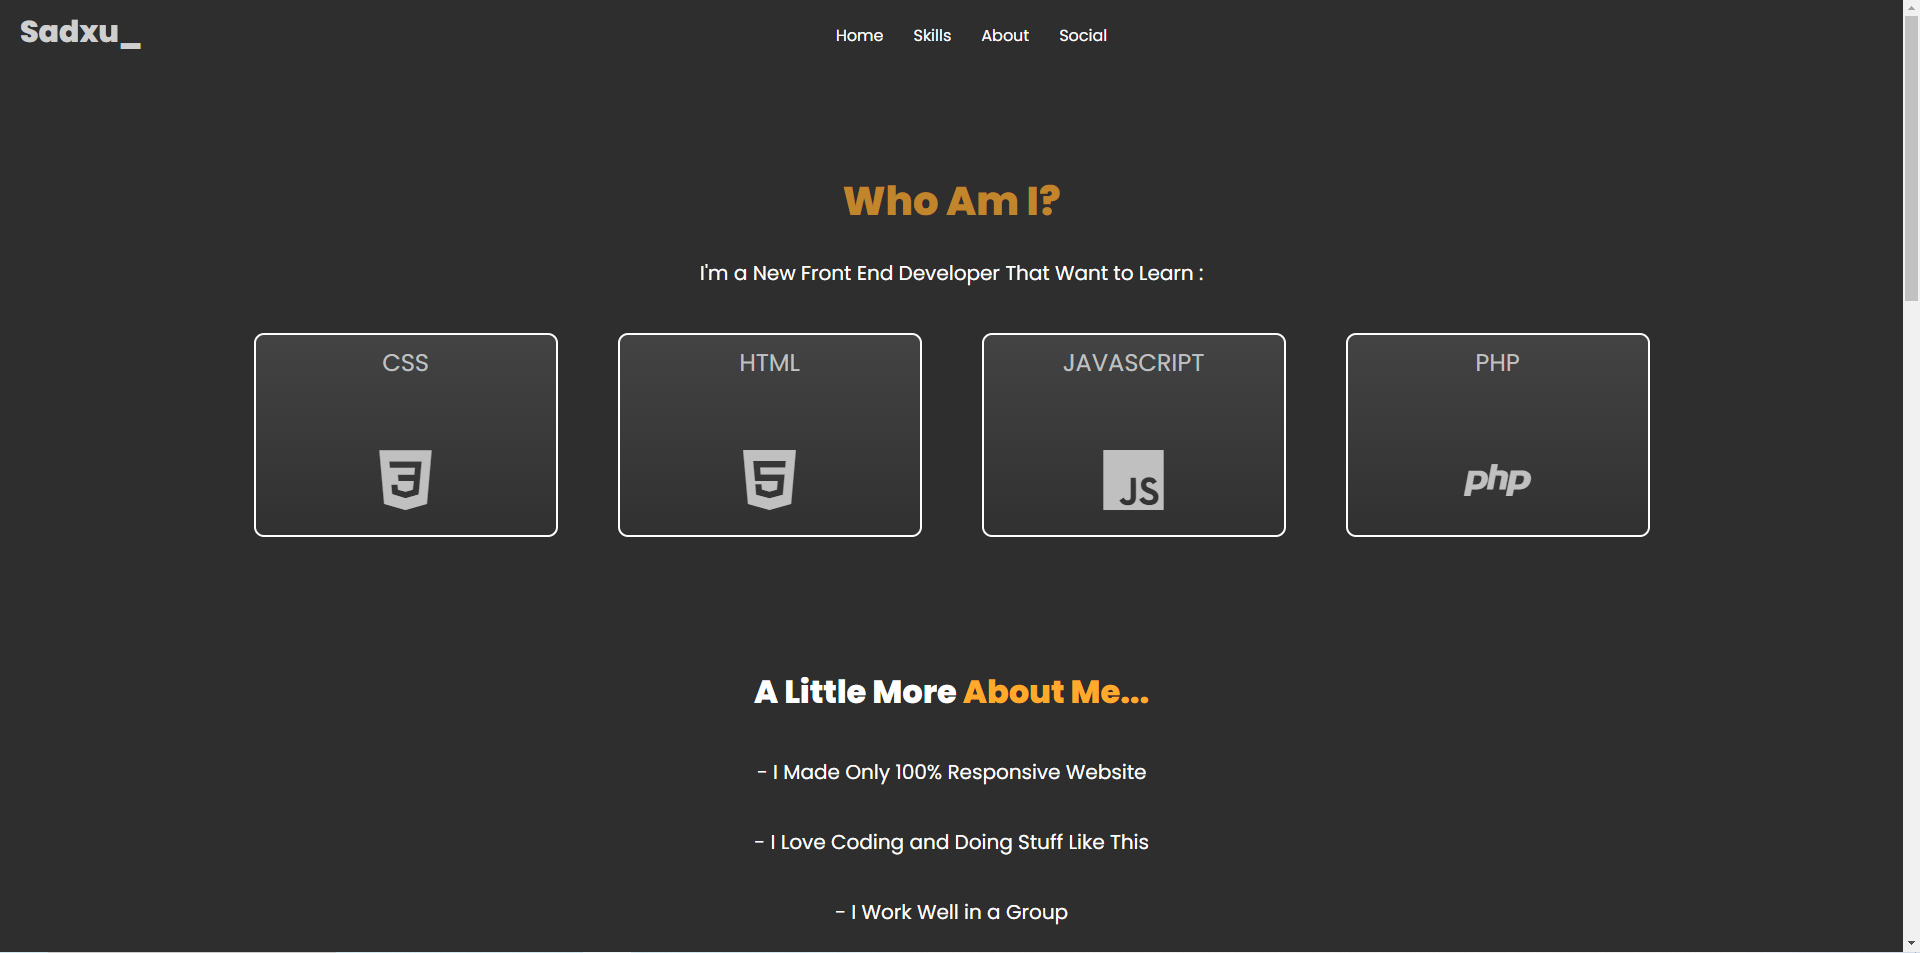 Sadxu_
Home Skills About Social
Who Am I?
I'm a New Front End Developer That Want to Learn :
CSS HTML JAVASCRIPT PHP
JS php
A Little More About Me...
- I Made Only 100% Responsive Website
- I Love Coding and Doing Stuff Like This
- I Work Well in a Group